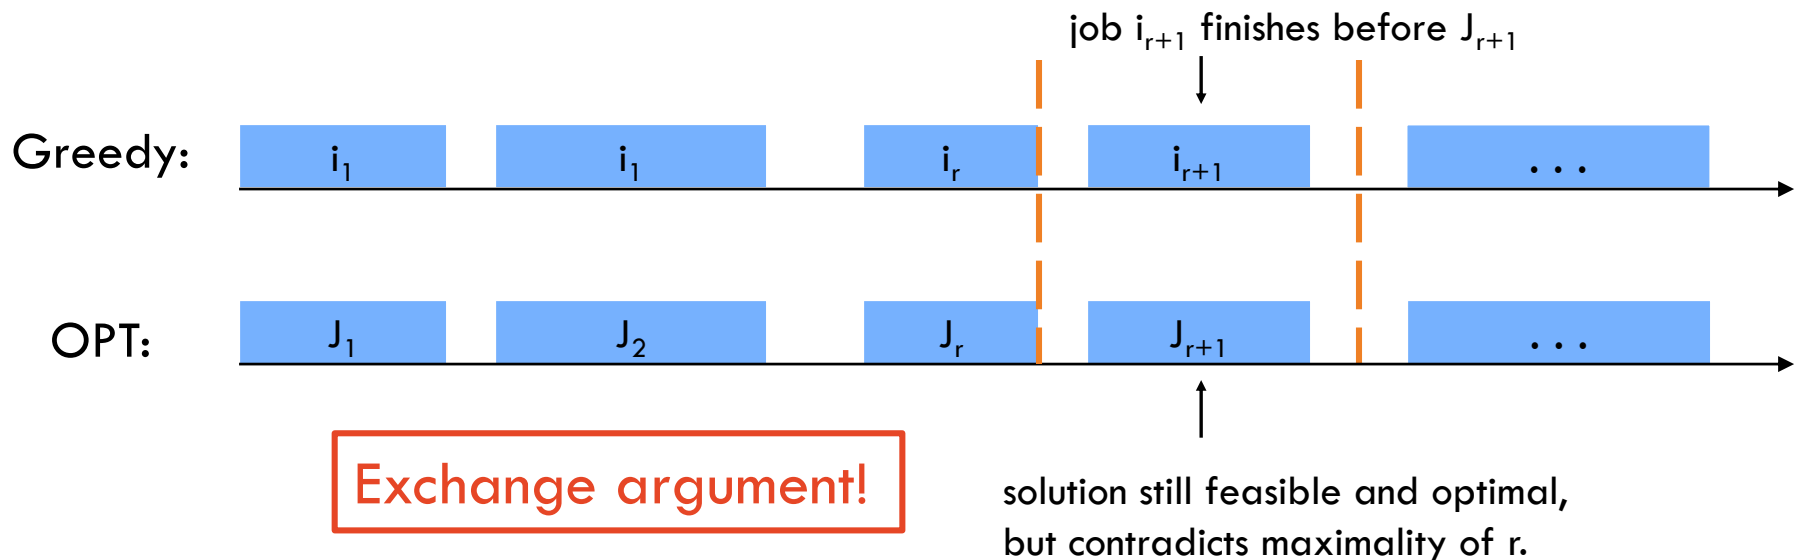 job i_{r+1} finishes before J_{r+1}
Greedy: i_1 i_1 i_r i_{r+1} . . .
OPT: J_1 J_2 J_r J_{r+1} . . .
Exchange argument!
solution still feasible and optimal,
but contradicts maximality of r.